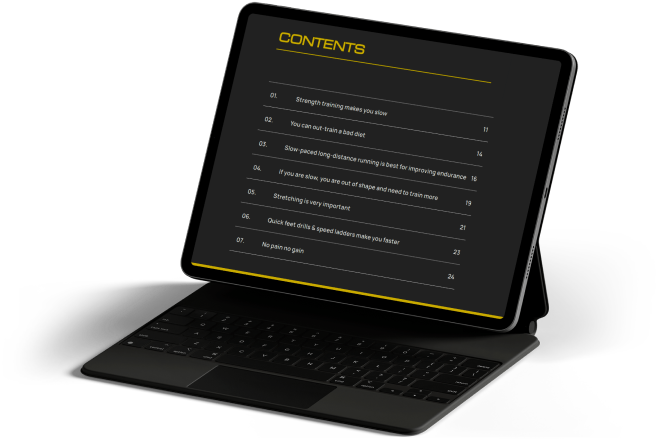 CONTENTS
01. Strength training makes you slow 11
02. You can out-train a bad diet 14
03. Slow-paced long-distance running is best for improving endurance 16
04. If you are slow, you are out of shape and need to train more 19
05. Stretching is very important 21
06. Quick feet drills & speed ladders make you faster 23
07. No pain no gain 24